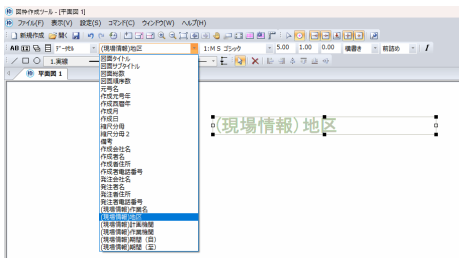 図枠作成ツール - [平面図 1]
ファイル(F) 表示(V) 設定(S) コマンド(C) ウィンドウ(W) ヘルプ(H)
新規作成 開く
AB データ名 (現場情報)地区 1:MS ゴシック 5.00 1.00 0.00 横書き 前詰め I
1.実線
平面図 1
図面タイトル
図面サブタイトル
図面総数
図面順序数
元号名
作成元号年
作成西暦年
作成月
作成日
縮尺分母
縮尺分母２
備考
作成会社名
作成者名
作成者住所
作成者電話番号
発注会社名
発注者名
発注者住所
発注者電話番号
(現場情報)作業名
(現場情報)地区
(現場情報)計画機関
(現場情報)作業機関
(現場情報)期間（自）
(現場情報)期間（至）
(現場情報)地区